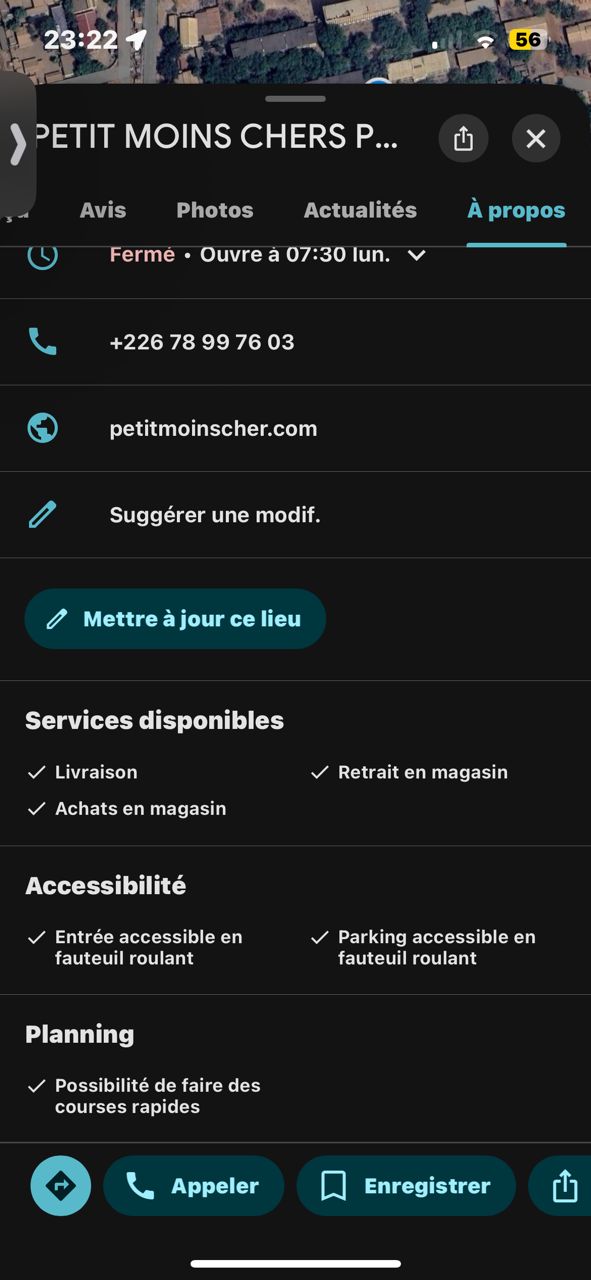 23:22
56
PETIT MOINS CHERS P...
Avis
Photos
Actualités
À propos
Fermé • Ouvre à 07:30 lun.
+226 78 99 76 03
petitmoinscher.com
Suggérer une modif.
Mettre à jour ce lieu
Services disponibles
Livraison
Retrait en magasin
Achats en magasin
Accessibilité
Entrée accessible en
fauteuil roulant
Parking accessible en
fauteuil roulant
Planning
Possibilité de faire des
courses rapides
Appeler
Enregistrer